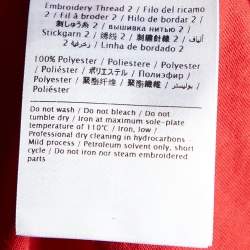 Embroidery Thread 2 / Filo del ricamo
2 / Fil à broder 2 / Hilo de bordar 2 /
刺しゅう糸 2 / вышивка нитью 2 /
Stickgarn 2 / 绣线 2 / 刺繡線 2 / ألياف
2 / Linha de bordado 2
100% Polyester / Poliestere /
Polyester / Poliéster /
Polyester / ポリエステル / Полиэфир /
Polyester / 聚酯纤维 / 聚酯纖維 / بوليستر /
Poliéster
Do not wash / Do not bleach / Do not
tumble dry / Iron at maximum sole-plate
temperature of 110°C / Iron, low /
Professional dry cleaning in hydrocarbons
Mild process / Petroleum solvent only, short
cycle / Do not iron nor steam embroidered
parts